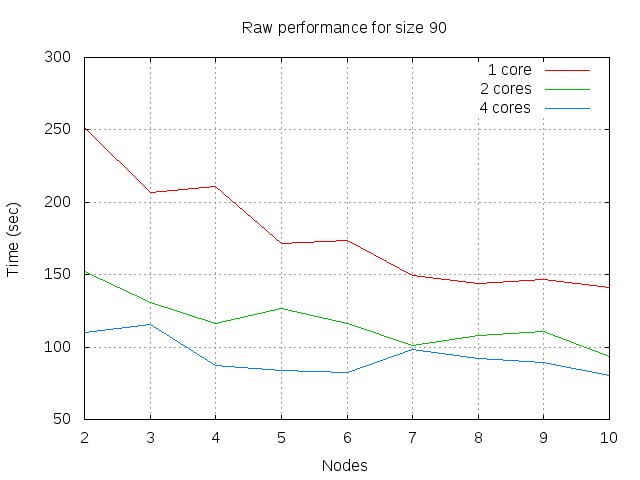 Raw performance for size 90
300
250
200
150
100
50
Time (sec)
1 core
2 cores
4 cores
2 3 4 5 6 7 8 9 10
Nodes